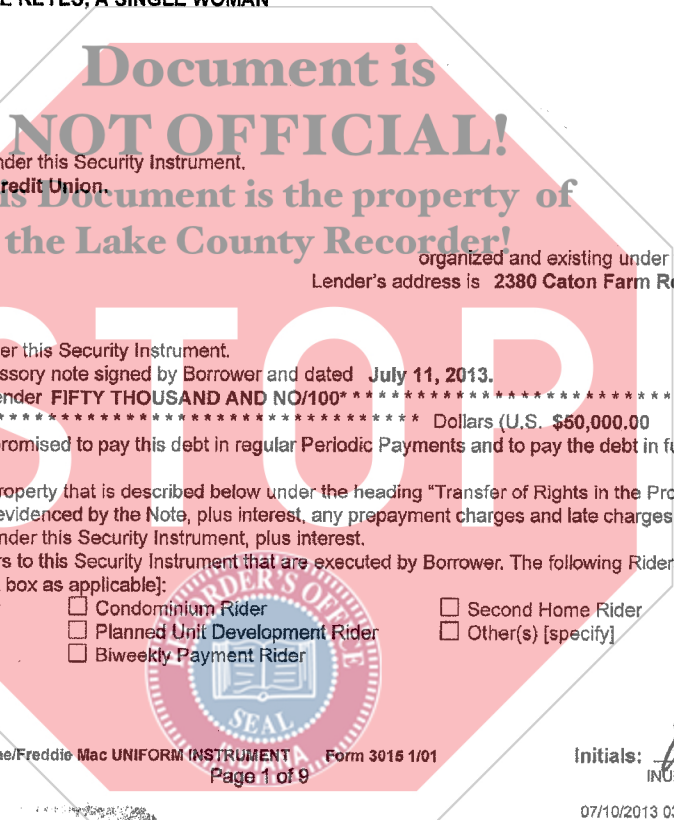 REYES, A SINGLE WOMAN
Document is
NOT OFFICIAL!
nder this Security Instrument.
redit Union.
is Document is the property of
the Lake County Recorder!
organized and existing under
Lender's address is 2380 Caton Farm R
STOP
er this Security Instrument.
ssory note signed by Borrower and dated July 11, 2013.
ender FIFTY THOUSAND AND NO/100* * * * * * * * * * * * * * * * * * * * * * * * * * * *
* * * * * * * * * * * * * * * * * * * * * * * * * * * * * * * * * * * Dollars (U.S. $50,000.00
romised to pay this debt in regular Periodic Payments and to pay the debt in fu
roperty that is described below under the heading "Transfer of Rights in the Pro
evidenced by the Note, plus interest, any prepayment charges and late charges
nder this Security Instrument, plus interest.
rs to this Security Instrument that are executed by Borrower. The following Rider
box as applicable]:
☐ Condominium Rider ☐ Second Home Rider
☐ Planned Unit Development Rider ☐ Other(s) [specify]
☐ Biweekly Payment Rider
RECORDER'S OFFICE
SEAL
INDIANA
ae/Freddie Mac UNIFORM INSTRUMENT Form 3015 1/01
Page 1 of 9
Initials:
INU
07/10/2013 03